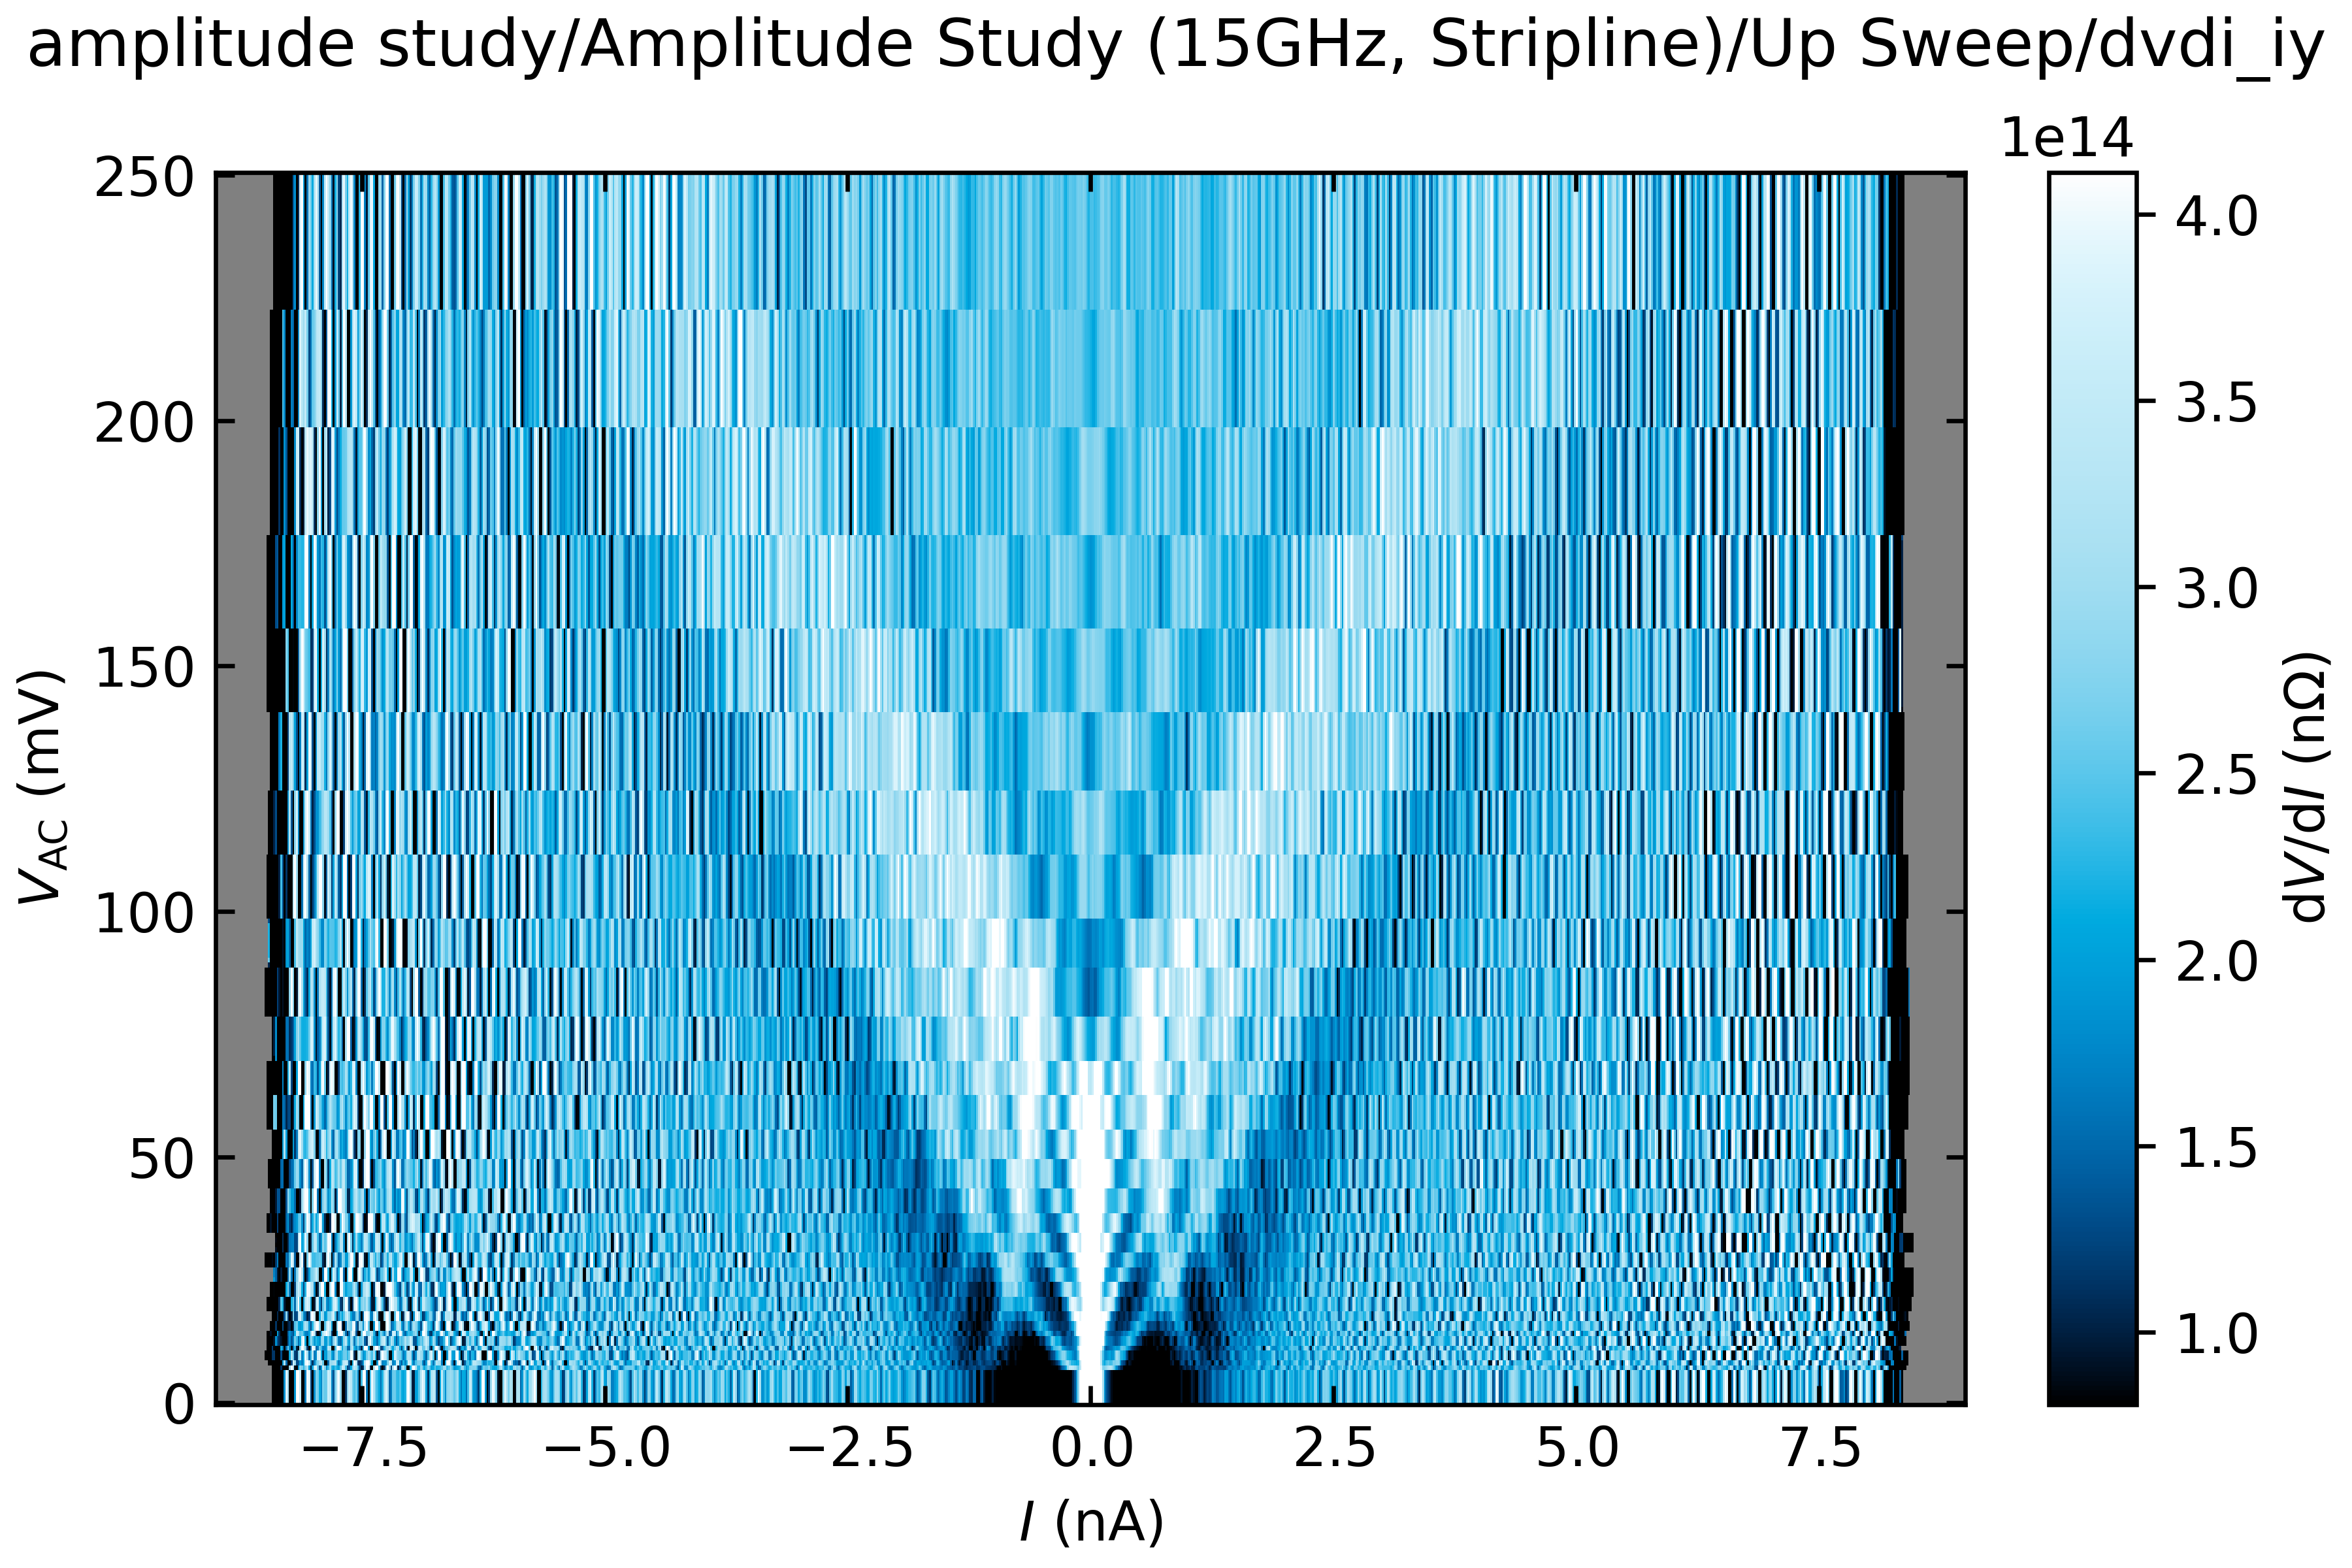 amplitude study/Amplitude Study (15GHz, Stripline)/Up Sweep/dvdi_iy
1e14
250
200
150
100
50
0
V_AC (mV)
−7.5 −5.0 −2.5 0.0 2.5 5.0 7.5
I (nA)
4.0
3.5
3.0
2.5
2.0
1.5
1.0
dV/dI (nΩ)